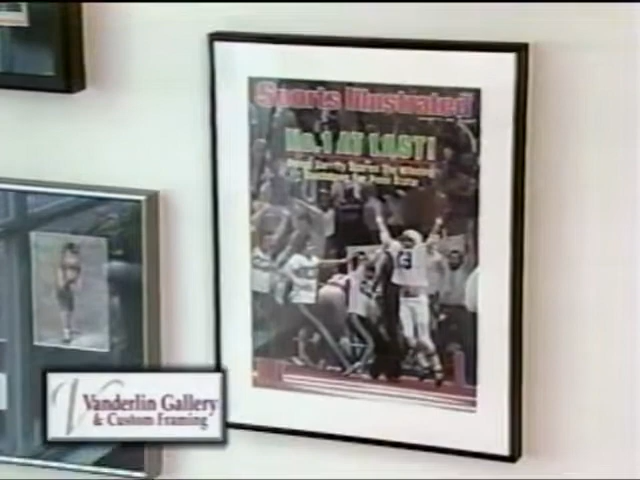 Sports Illustrated
No.1 AT LAST!
Vanderlin Gallery
& Custom Framing